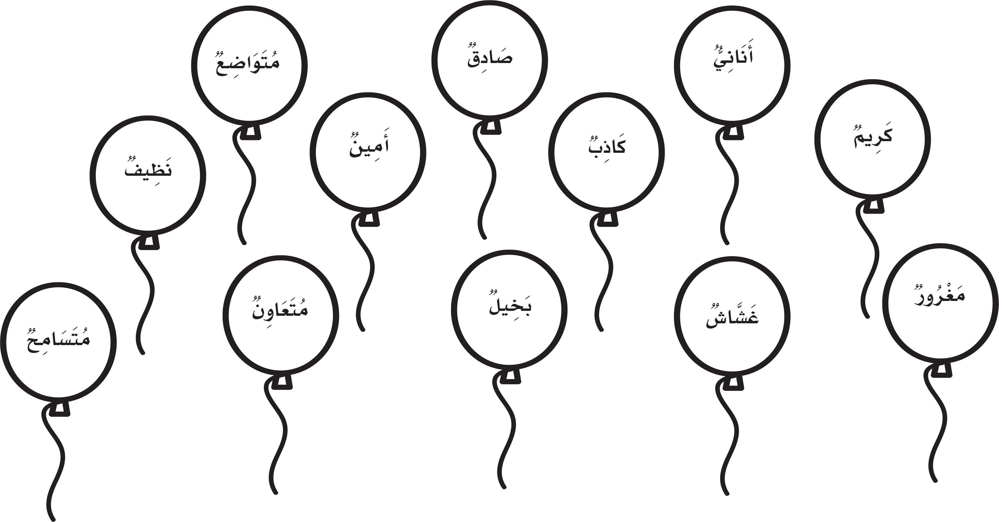 أَنَانِيٌّ
صَادِقٌ
مُتَوَاضِعٌ
كَرِيمٌ
كَاذِبٌ
أَمِينٌ
نَظِيفٌ
مَغْرُورٌ
غَشَّاشٌ
بَخِيلٌ
مُتَعَاوِنٌ
مُتَسَامِحٌ